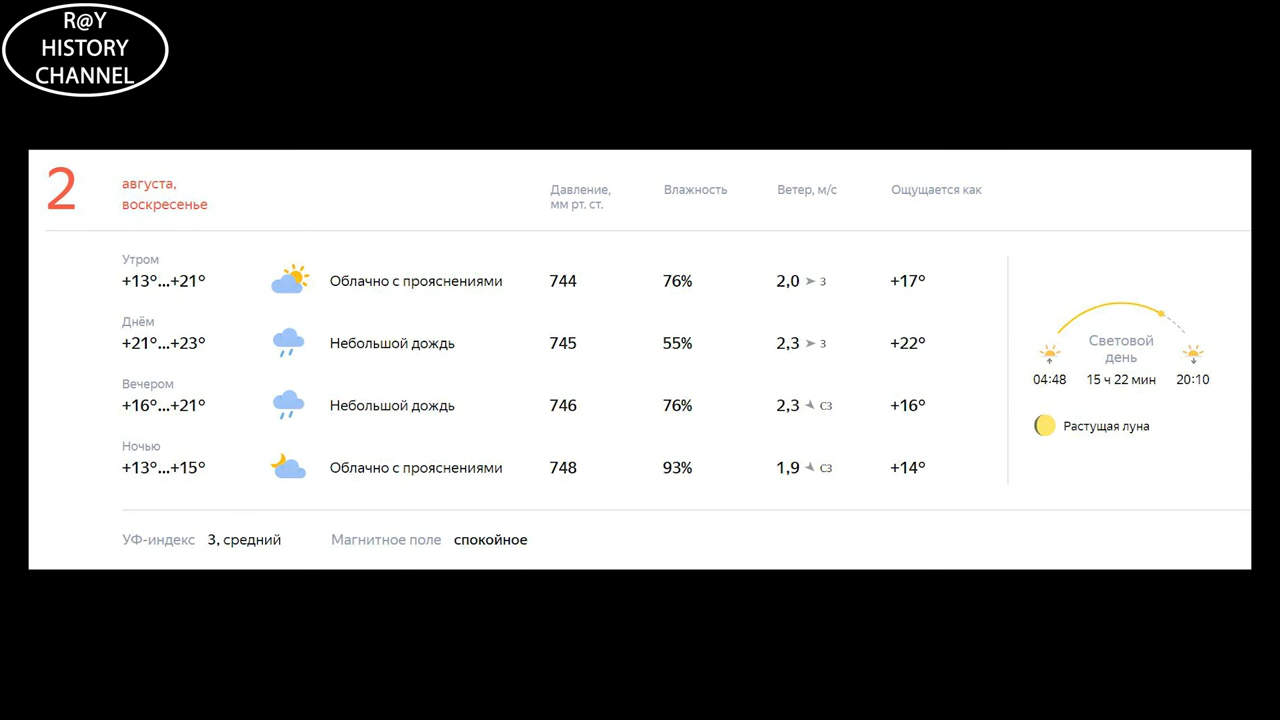 R@Y
HISTORY
CHANNEL
2
августа,
воскресенье
Давление,
мм рт. ст.
Влажность
Ветер, м/с
Ощущается как
Утром
+13°...+21° Облачно с прояснениями 744 76% 2,0 З +17°
Днём
+21°...+23° Небольшой дождь 745 55% 2,3 З +22°
Вечером
+16°...+21° Небольшой дождь 746 76% 2,3 СЗ +16°
Ночью
+13°...+15° Облачно с прояснениями 748 93% 1,9 СЗ +14°
Световой
день
04:48 15 ч 22 мин 20:10
Растущая луна
УФ-индекс 3, средний Магнитное поле спокойное